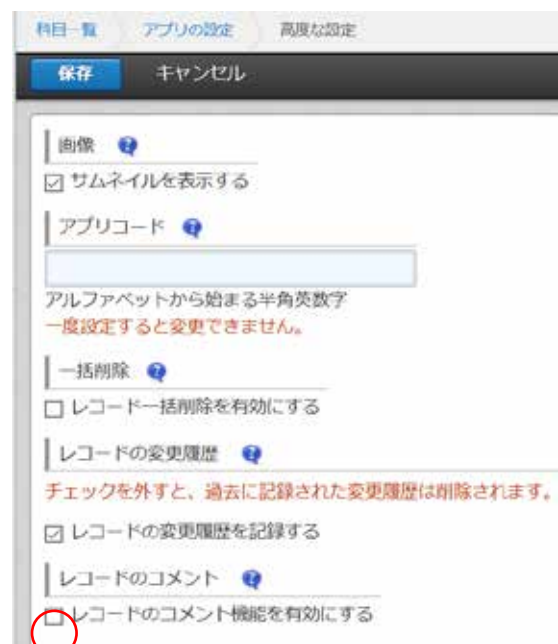 科目一覧 アプリの設定 高度な設定
保存 キャンセル
画像
サムネイルを表示する
アプリコード
アルファベットから始まる半角英数字
一度設定すると変更できません。
一括削除
レコード一括削除を有効にする
レコードの変更履歴
チェックを外すと、過去に記録された変更履歴は削除されます。
レコードの変更履歴を記録する
レコードのコメント
レコードのコメント機能を有効にする